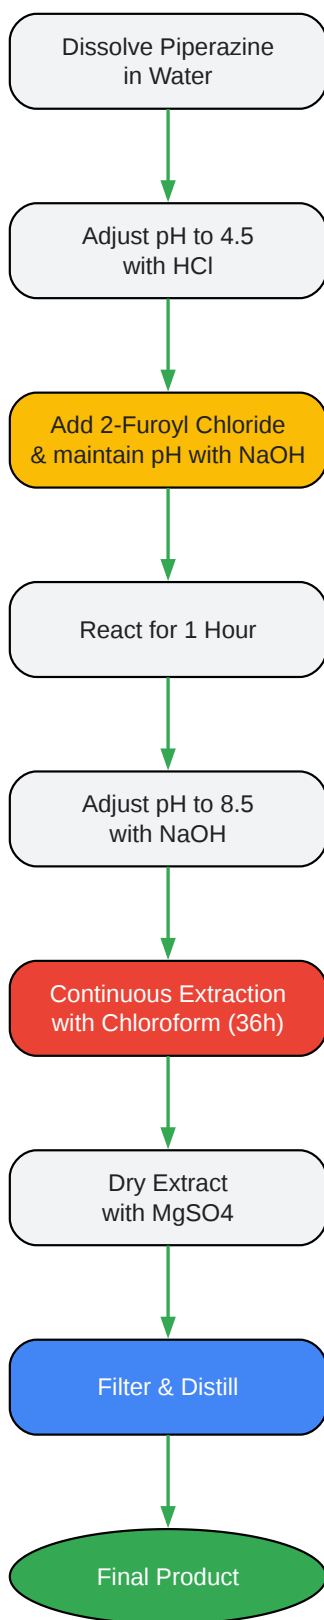 Dissolve Piperazine
in Water
Adjust pH to 4.5
with HCl
Add 2-Furoyl Chloride
& maintain pH with NaOH
React for 1 Hour
Adjust pH to 8.5
with NaOH
Continuous Extraction
with Chloroform (36h)
Dry Extract
with MgSO4
Filter & Distill
Final Product